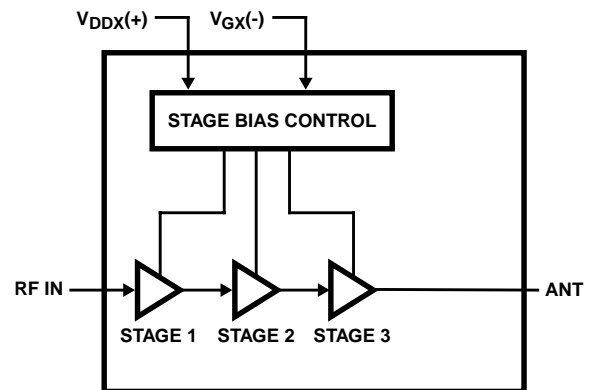 VDDX(+) VGX(-)
STAGE BIAS CONTROL
RF IN ANT
STAGE 1 STAGE 2 STAGE 3